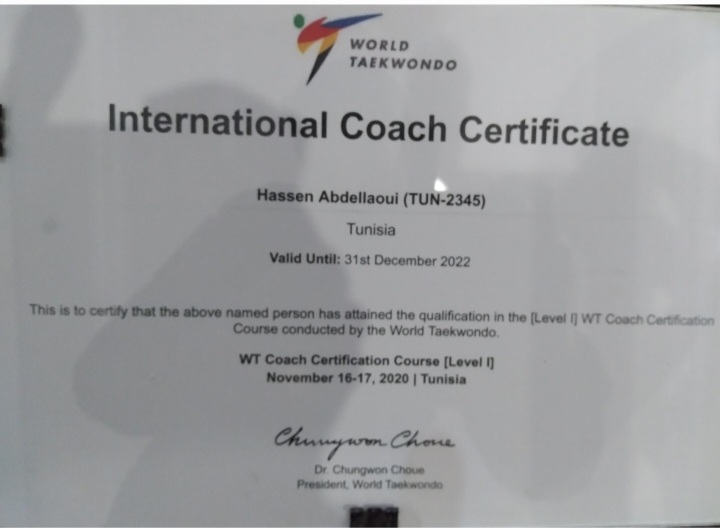 WORLD
TAEKWONDO
International Coach Certificate
Hassen Abdellaoui (TUN-2345)
Tunisia
Valid Until: 31st December 2022
This is to certify that the above named person has attained the qualification in the [Level I] WT Coach Certification
Course conducted by the World Taekwondo.
WT Coach Certification Course [Level I]
November 16-17, 2020 | Tunisia
Chungwon Choue
Dr. Chungwon Choue
President, World Taekwondo